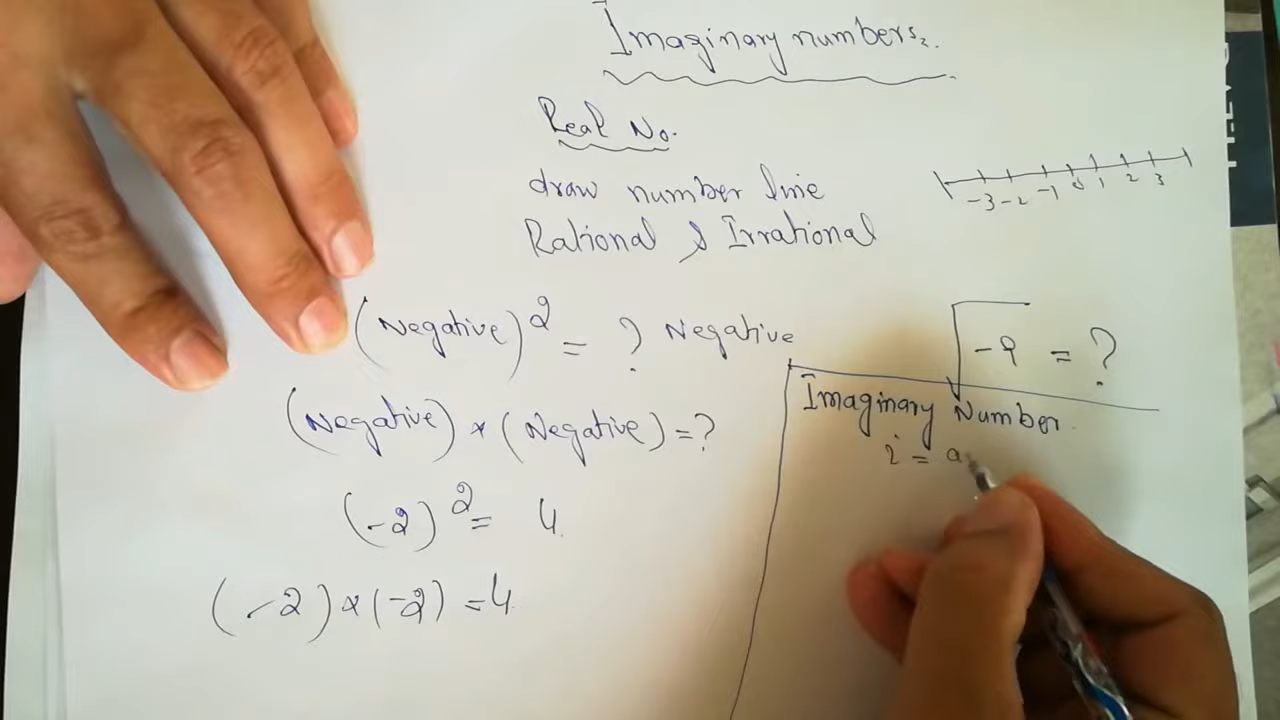 Imaginary numbers.
Real No.
draw number line
-3 -2 -1 0 1 2 3
Rational & Irrational
(Negative)² = ? Negative
√-9 = ?
(Negative) × (Negative) = ?
Imaginary Number.
i = a
(-2)² = 4.
(-2) × (-2) = 4.